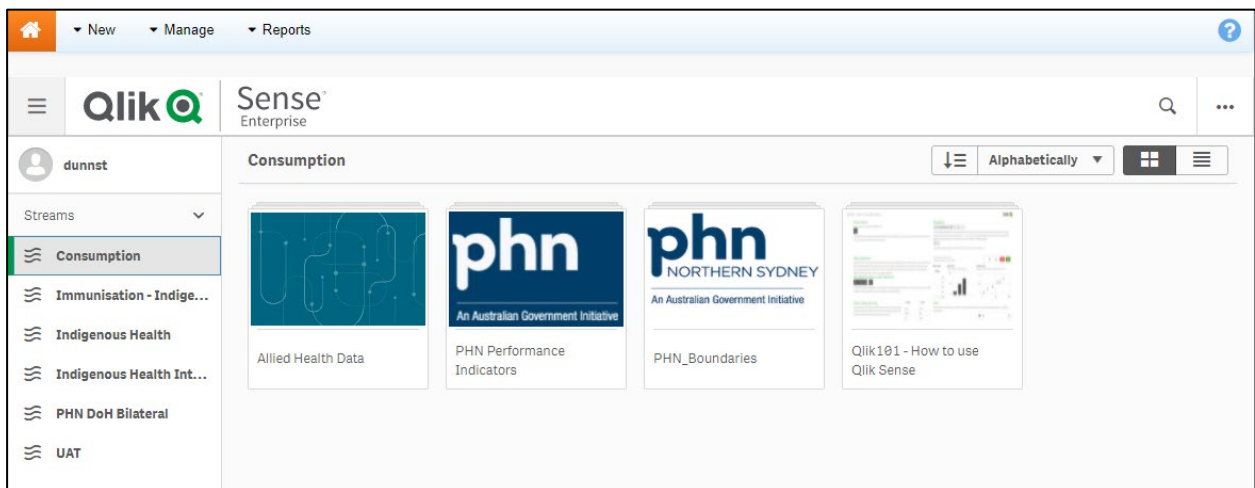 New Manage Reports ?
Qlik Sense®
Enterprise
dunnst
Consumption
Alphabetically
Streams
Consumption
Immunisation - Indige...
Indigenous Health
Indigenous Health Int...
PHN DoH Bilateral
UAT
phn
An Australian Government Initiative
phn
NORTHERN SYDNEY
An Australian Government Initiative
Allied Health Data
PHN Performance
Indicators
PHN_Boundaries
Qlik101 - How to use
Qlik Sense